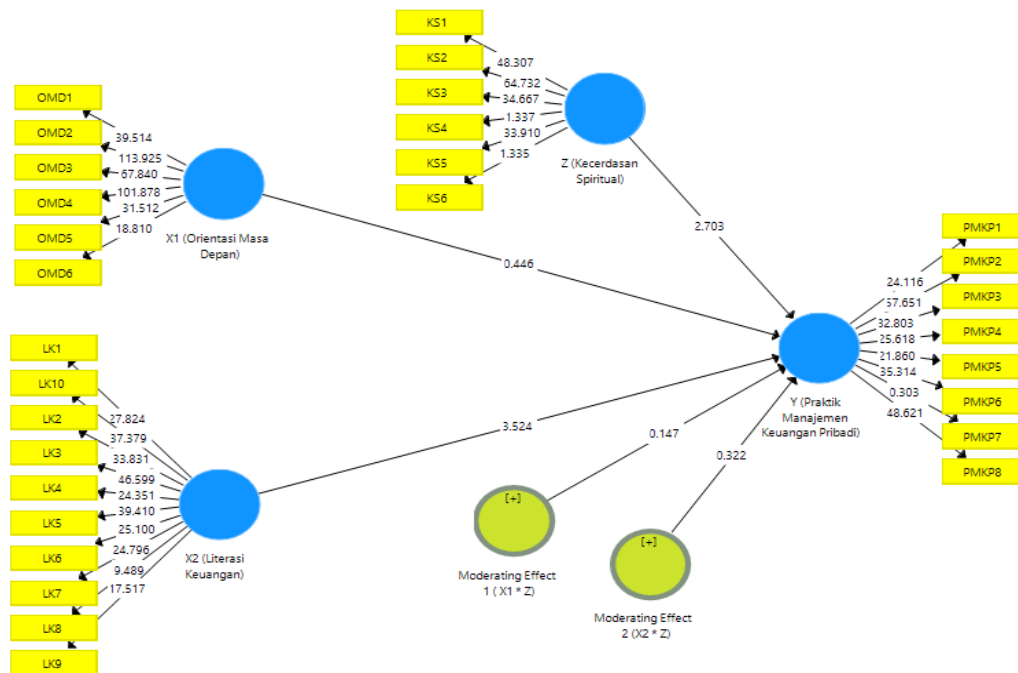 KS1
KS2
KS3
KS4
KS5
KS6
48.307
64.732
34.667
1.337
33.910
1.335
Z (Kecerdasan
Spiritual)
OMD1
OMD2
OMD3
OMD4
OMD5
OMD6
39.514
113.925
67.840
101.878
31.512
18.810
X1 (Orientasi Masa
Depan)
2.703
0.446
LK1
LK10
LK2
LK3
LK4
LK5
LK6
LK7
LK8
LK9
27.824
37.379
33.831
46.599
24.351
39.410
25.100
24.796
9.489
17.517
X2 (Literasi
Keuangan)
3.524
0.147
0.322
[+]
Moderating Effect
1 ( X1 * Z)
[+]
Moderating Effect
2 (X2 * Z)
Y (Praktik
Manajemen
Keuangan Pribadi)
24.116
37.651
32.803
25.618
21.860
35.314
0.303
48.621
PMKP1
PMKP2
PMKP3
PMKP4
PMKP5
PMKP6
PMKP7
PMKP8